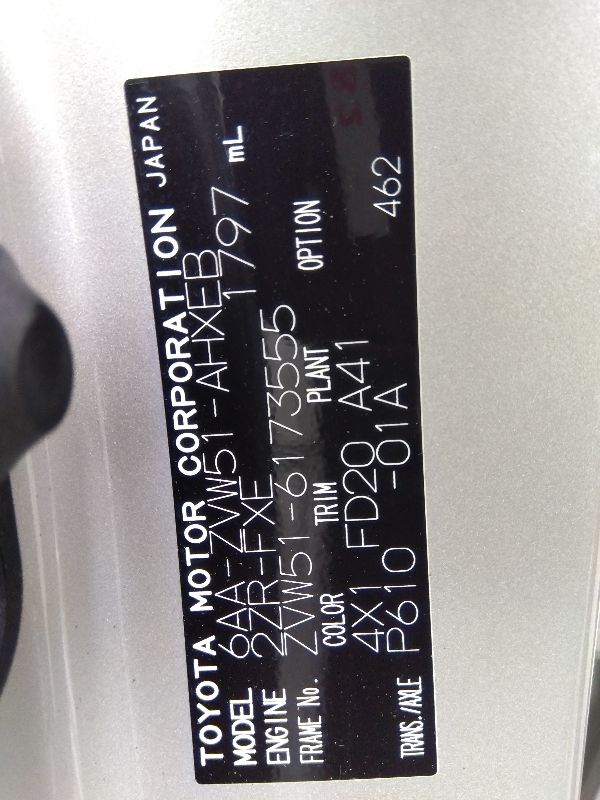 TOYOTA MOTOR CORPORATION JAPAN
MODEL 6AA-ZVW51-AHXEB
ENGINE 2ZR-FXE 1797 mL
FRAME No. ZVW51-6173555
COLOR TRIM PLANT OPTION
4X1 FD20 A41
TRANS./AXLE P610 -01A 462